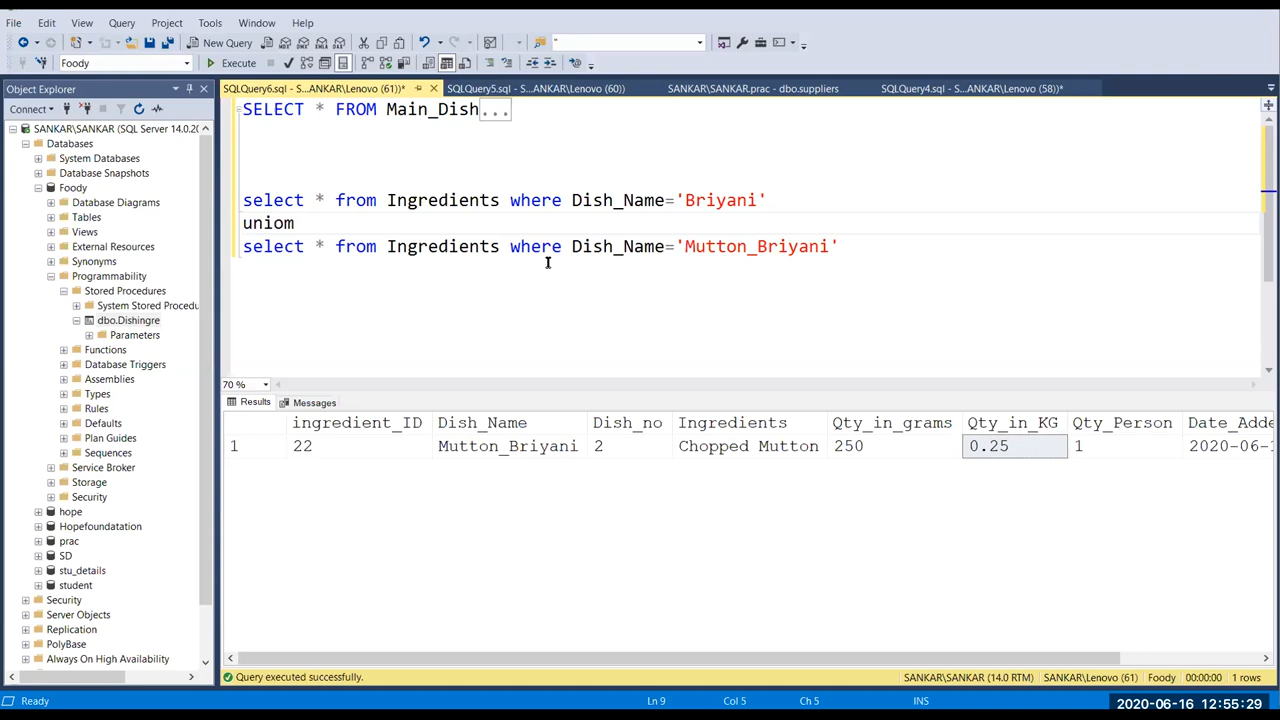 File Edit View Query Project Tools Window Help
New Query MDX DMX XMLA DAX "
Foody Execute
Object Explorer
SQLQuery6.sql - S...ANKAR\Lenovo (61))* SQLQuery5.sql - S...ANKAR\Lenovo (60)) SANKAR\SANKAR.prac - dbo.suppliers SQLQuery4.sql - S...ANKAR\Lenovo (58))*
Connect
SANKAR\SANKAR (SQL Server 14.0.20
Databases
System Databases
Database Snapshots
Foody
Database Diagrams
Tables
Views
External Resources
Synonyms
Programmability
Stored Procedures
System Stored Procedu
dbo.Dishingre
Parameters
Functions
Database Triggers
Assemblies
Types
Rules
Defaults
Plan Guides
Sequences
Service Broker
Storage
Security
hope
Hopefoundatation
prac
SD
stu_details
student
Security
Server Objects
Replication
PolyBase
Always On High Availability
SELECT * FROM Main_Dish...
select * from Ingredients where Dish_Name='Briyani'
uniom
select * from Ingredients where Dish_Name='Mutton_Briyani'
70 %
Results Messages
ingredient_ID Dish_Name Dish_no Ingredients Qty_in_grams Qty_in_KG Qty_Person Date_Adde
1 22 Mutton_Briyani 2 Chopped Mutton 250 0.25 1 2020-06-1
Query executed successfully. SANKAR\SANKAR (14.0 RTM) SANKAR\Lenovo (61) Foody 00:00:00 1 rows
Ready Ln 9 Col 5 Ch 5 INS
2020-06-16 12:55:29